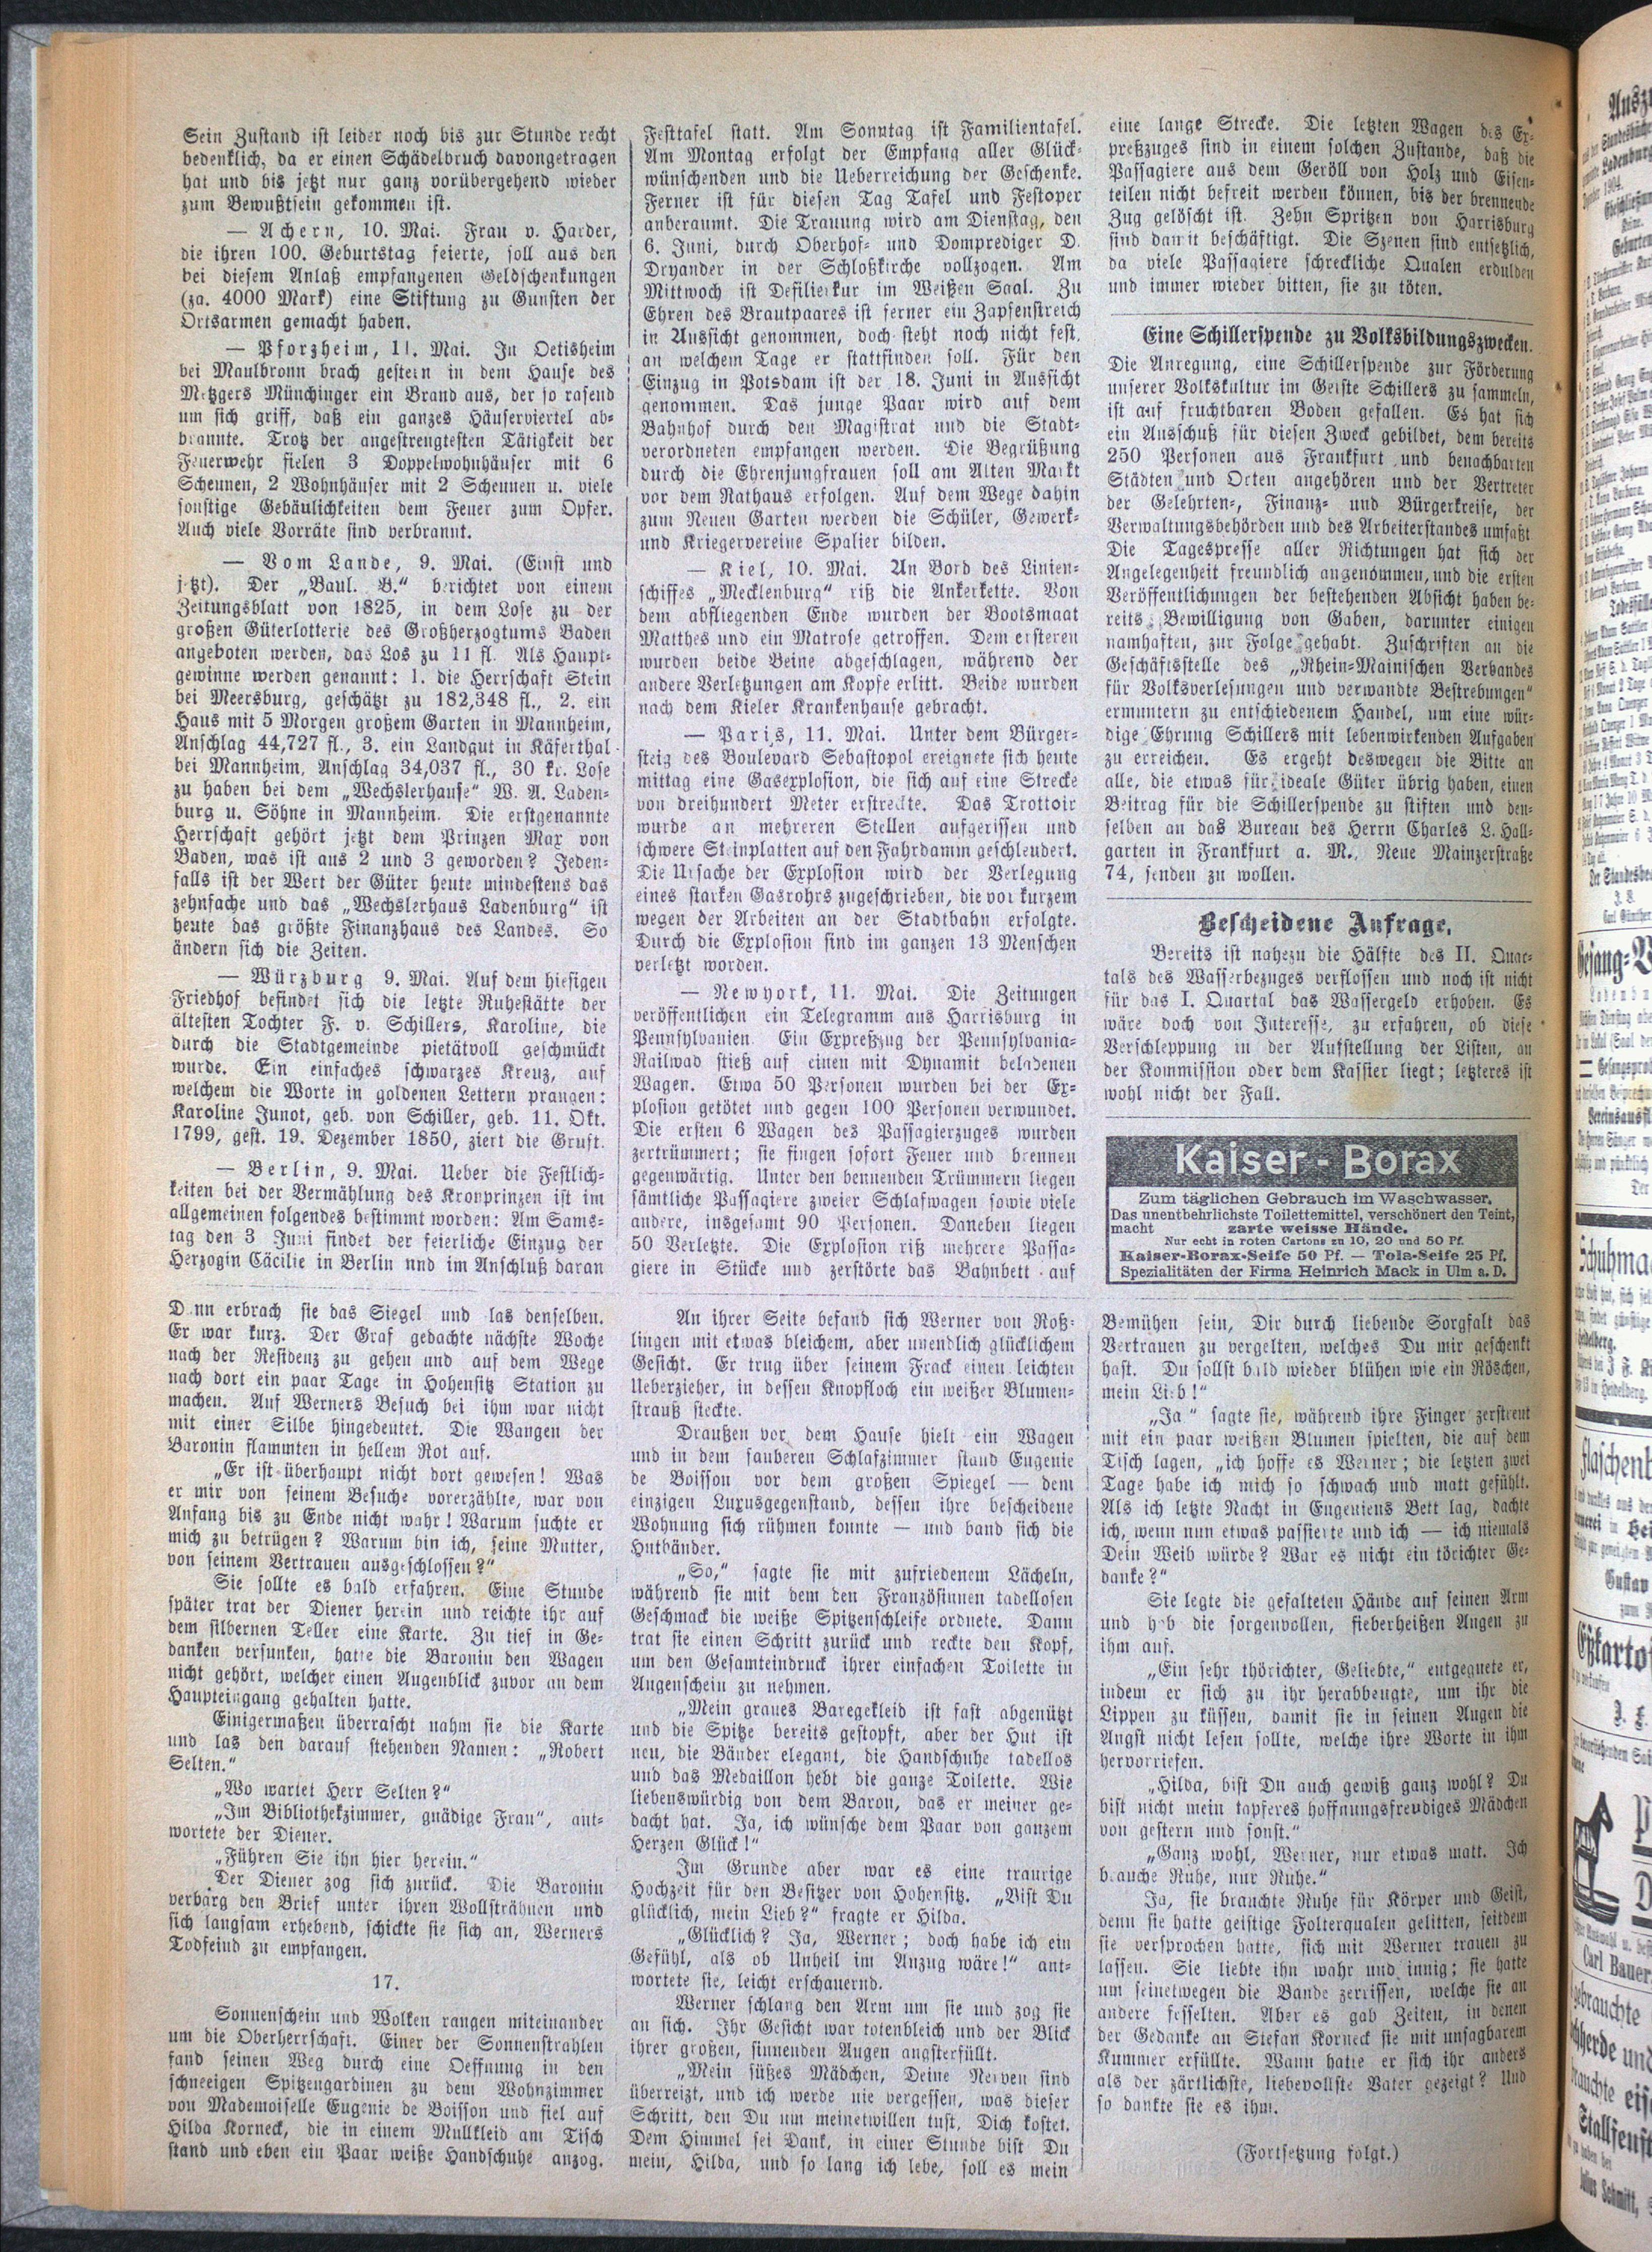 Sein Zustand ist leider noch bis zur Stunde recht
bedenklich, da er einen Schädelbruch davongetragen
hat und bis jetzt nur ganz vorübergehend wieder
zum Bewußtsein gekommen ist.
— Achern, 10. Mai. Frau v. Harder,
die ihren 100. Geburtstag feierte, soll aus den
bei diesem Anlaß empfangenen Geldschenkungen
(za. 4000 Mark) eine Stiftung zu Gunsten der
Ortsarmen gemacht haben.
— Pforzheim, 11. Mai. In Oetisheim
bei Maulbronn brach gestern in dem Hause des
Metzgers Münchinger ein Brand aus, der so rasend
um sich griff, daß ein ganzes Häuserviertel ab-
brannte. Trotz der angestrengtesten Tätigkeit der
Feuerwehr fielen 3 Doppelwohnhäuser mit 6
Scheunen, 2 Wohnhäuser mit 2 Scheunen u. viele
sonstige Gebäulichkeiten dem Feuer zum Opfer.
Auch viele Vorräte sind verbrannt.
— Vom Lande, 9. Mai. (Einst und
jetzt). Der „Baul. B.“ berichtet von einem
Zeitungsblatt von 1825, in dem Lose zu der
großen Güterlotterie des Großherzogtums Baden
angeboten werden, das Los zu 11 fl. Als Haupt-
gewinne werden genannt: 1. die Herrschaft Stein
bei Meersburg, geschätzt zu 182,348 fl., 2. ein
Haus mit 5 Morgen großem Garten in Mannheim,
Anschlag 44,727 fl., 3. ein Landgut in Käferthal
bei Mannheim, Anschlag 34,037 fl., 30 kr. Lose
zu haben bei dem „Wechslerhause“ W. A. Laden-
burg u. Söhne in Mannheim. Die erstgenannte
Herrschaft gehört jetzt dem Prinzen Max von
Baden, was ist aus 2 und 3 geworden? Jeden-
falls ist der Wert der Güter heute mindestens das
zehnfache und das „Wechslerhaus Ladenburg“ ist
heute das größte Finanzhaus des Landes. So
ändern sich die Zeiten.
— Würzburg 9. Mai. Auf dem hiesigen
Friedhof befindet sich die letzte Ruhestätte der
ältesten Tochter F. v. Schillers, Karoline, die
durch die Stadtgemeinde pietätvoll geschmückt
wurde. Ein einfaches schwarzes Kreuz, auf
welchem die Worte in goldenen Lettern prangen:
Karoline Junot, geb. von Schiller, geb. 11. Okt.
1799, gest. 19. Dezember 1850, ziert die Gruft.
— Berlin, 9. Mai. Ueber die Festlich-
keiten bei der Vermählung des Kronprinzen ist im
allgemeinen folgendes bestimmt worden: Am Sams-
tag den 3 Juni findet der feierliche Einzug der
Herzogin Cäcilie in Berlin und im Anschluß daran
Festtafel statt. Am Sonntag ist Familientafel.
Am Montag erfolgt der Empfang aller Glück-
wünschenden und die Ueberreichung der Geschenke.
Ferner ist für diesen Tag Tafel und Festoper
anberaumt. Die Trauung wird am Dienstag, den
6. Juni, durch Oberhof- und Domprediger D.
Dryander in der Schloßkirche vollzogen. Am
Mittwoch ist Defilierkur im Weißen Saal. Zu
Ehren des Brautpaares ist ferner ein Zapfenstreich
in Aussicht genommen, doch steht noch nicht fest,
an welchem Tage er stattfinden soll. Für den
Einzug in Potsdam ist der 18. Juni in Aussicht
genommen. Das junge Paar wird auf dem
Bahnhof durch den Magistrat und die Stadt-
verordneten empfangen werden. Die Begrüßung
durch die Ehrenjungfrauen soll am Alten Markt
vor dem Rathaus erfolgen. Auf dem Wege dahin
zum Neuen Garten werden die Schüler, Gewerk-
und Kriegervereine Spalier bilden.
— Kiel, 10. Mai. An Bord des Linien-
schiffes „Mecklenburg“ riß die Ankerkette. Von
dem abfliegenden Ende wurden der Bootsmaat
Matthes und ein Matrose getroffen. Dem ersteren
wurden beide Beine abgeschlagen, während der
andere Verletzungen am Kopfe erlitt. Beide wurden
nach dem Kieler Krankenhause gebracht.
— Paris, 11. Mai. Unter dem Bürger-
steig des Boulevard Sebastopol ereignete sich heute
mittag eine Gasexplosion, die sich auf eine Strecke
von dreihundert Meter erstreckte. Das Trottoir
wurde an mehreren Stellen aufgerissen und
schwere Steinplatten auf den Fahrdamm geschleudert.
Die Ursache der Explosion wird der Verlegung
eines starken Gasrohrs zugeschrieben, die vor kurzem
wegen der Arbeiten an der Stadtbahn erfolgte.
Durch die Explosion sind im ganzen 13 Menschen
verletzt worden.
— Newyork, 11. Mai. Die Zeitungen
veröffentlichen ein Telegramm aus Harrisburg in
Pennsylvanien. Ein Expreßzug der Pennsylvania-
Railwad stieß auf einen mit Dynamit beladenen
Wagen. Etwa 50 Personen wurden bei der Ex-
plosion getötet und gegen 100 Personen verwundet.
Die ersten 6 Wagen des Passagierzuges wurden
zertrümmert; sie fingen sofort Feuer und brennen
gegenwärtig. Unter den bennenden Trümmern liegen
sämtliche Passagiere zweier Schlafwagen sowie viele
andere, insgesamt 90 Personen. Daneben liegen
50 Verletzte. Die Explosion riß mehrere Passa-
giere in Stücke und zerstörte das Bahnbett auf
eine lange Strecke. Die letzten Wagen des Ex-
preßzuges sind in einem solchen Zustande, daß die
Passagiere aus dem Geröll von Holz und Eisen-
teilen nicht befreit werden können, bis der brennende
Zug gelöscht ist. Zehn Spritzen von Harrisburg
sind damit beschäftigt. Die Szenen sind entsetzlich,
da viele Passagiere schreckliche Qualen erdulden
und immer wieder bitten, sie zu töten.
Eine Schillerspende zu Volksbildungszwecken.
Die Anregung, eine Schillerspende zur Förderung
unserer Volkskultur im Geiste Schillers zu sammeln,
ist auf fruchtbaren Boden gefallen. Es hat sich
ein Ausschuß für diesen Zweck gebildet, dem bereits
250 Personen aus Frankfurt und benachbarten
Städten und Orten angehören und der Vertreter
der Gelehrten-, Finanz- und Bürgerkreise, der
Verwaltungsbehörden und des Arbeiterstandes umfaßt
Die Tagespresse aller Richtungen hat sich der
Angelegenheit freundlich angenommen, und die ersten
Veröffentlichungen der bestehenden Absicht haben be-
reits Bewilligung von Gaben, darunter einigen
namhaften, zur Folge gehabt. Zuschriften an die
Geschäftsstelle des „Rhein-Mainischen Verbandes
für Volksverlesungen und verwandte Bestrebungen“
ermuntern zu entschiedenem Handel, um eine wür-
dige Ehrung Schillers mit lebenwirkenden Aufgaben
zu erreichen. Es ergeht deswegen die Bitte an
alle, die etwas für ideale Güter übrig haben, einen
Beitrag für die Schillerspende zu stiften und den-
selben an das Bureau des Herrn Charles L. Hall-
garten in Frankfurt a. M., Neue Mainzerstraße
74, senden zu wollen.
Bescheidene Anfrage.
Bereits ist nahezu die Hälfte des II. Quar-
tals des Wasserbezuges verflossen und noch ist nicht
für das I. Quartal das Wassergeld erhoben. Es
wäre doch von Interesse, zu erfahren, ob diese
Verschleppung in der Aufstellung der Listen, an
der Kommission oder dem Kassier liegt; letzteres ist
wohl nicht der Fall.
Kaiser-Borax
Zum täglichen Gebrauch im Waschwasser.
Das unentbehrlichste Toilettemittel, verschönert den Teint,
macht zarte weisse Hände.
Nur echt in roten Cartons zu 10, 20 und 50 Pf.
Kaiser-Borax-Seife 50 Pf. — Tola-Seife 25 Pf.
Spezialitäten der Firma Heinrich Mack in Ulm a. D.
Dann erbrach sie das Siegel und las denselben.
Er war kurz. Der Graf gedachte nächste Woche
nach der Residenz zu gehen und auf dem Wege
nach dort ein paar Tage in Hohensitz Station zu
machen. Auf Werners Besuch bei ihm war nicht
mit einer Silbe hingedeutet. Die Wangen der
Baronin flammten in hellem Rot auf.
„Er ist überhaupt nicht dort gewesen! Was
er mir von seinem Besuche vorerzählte, war von
Anfang bis zu Ende nicht wahr! Warum suchte er
mich zu betrügen? Warum bin ich, seine Mutter,
von seinem Vertrauen ausgeschlossen?“
Sie sollte es bald erfahren. Eine Stunde
später trat der Diener herein und reichte ihr auf
dem silbernen Teller eine Karte. Zu tief in Ge-
danken versunken, hatte die Baronin den Wagen
nicht gehört, welcher einen Augenblick zuvor an dem
Haupteingang gehalten hatte.
Einigermaßen überrascht nahm sie die Karte
und las den darauf stehenden Namen: „Robert
Selten.“
„Wo wartet Herr Selten?“
„Im Bibliothekzimmer, gnädige Frau“, ant-
wortete der Diener.
„Führen Sie ihn hier herein.“
Der Diener zog sich zurück. Die Baronin
verbarg den Brief unter ihren Wollsträhnen und
sich langsam erhebend, schickte sie sich an, Werners
Todfeind zu empfangen.
17.
Sonnenschein und Wolken rangen miteinander
um die Oberherrschaft. Einer der Sonnenstrahlen
fand seinen Weg durch eine Oeffnung in den
schneeigen Spitzengardinen zu dem Wohnzimmer
von Mademoiselle Eugenie de Boisson und fiel auf
Hilda Korneck, die in einem Mullkleid am Tisch
stand und eben ein Paar weiße Handschuhe anzog.
An ihrer Seite befand sich Werner von Roß-
lingen mit etwas bleichem, aber unendlich glücklichem
Gesicht. Er trug über seinem Frack einen leichten
Ueberzieher, in dessen Knopfloch ein weißer Blumen-
strauß steckte.
Draußen vor dem Hause hielt ein Wagen
und in dem sauberen Schlafzimmer stand Eugenie
de Boisson vor dem großen Spiegel — dem
einzigen Luxusgegenstand, dessen ihre bescheidene
Wohnung sich rühmen konnte — und band sich die
Hutbänder.
„So,“ sagte sie mit zufriedenem Lächeln,
während sie mit dem den Französinnen tadellosen
Geschmack die weiße Spitzenschleife ordnete. Dann
trat sie einen Schritt zurück und reckte den Kopf,
um den Gesamteindruck ihrer einfachen Toilette in
Augenschein zu nehmen.
„Mein graues Baregekleid ist fast abgenützt
und die Spitze bereits gestopft, aber der Hut ist
neu, die Bänder elegant, die Handschuhe tadellos
und das Medaillon hebt die ganze Toilette. Wie
liebenswürdig von dem Baron, das er meiner ge-
dacht hat. Ja, ich wünsche dem Paar von ganzem
Herzen Glück!“
Im Grunde aber war es eine traurige
Hochzeit für den Besitzer von Hohensitz. „Bist Du
glücklich, mein Lieb?“ fragte er Hilda.
„Glücklich? Ja, Werner; doch habe ich ein
Gefühl, als ob Unheil im Anzug wäre!“ ant-
wortete sie, leicht erschauernd.
Werner schlang den Arm um sie und zog sie
an sich. Ihr Gesicht war totenbleich und der Blick
ihrer großen, sinnenden Augen angsterfüllt.
„Mein süßes Mädchen, Deine Nerven sind
überreizt, und ich werde nie vergessen, was dieser
Schritt, den Du um meinetwillen tust, Dich kostet.
Dem Himmel sei Dank, in einer Stunde bist Du
mein, Hilda, und so lang ich lebe, soll es mein
Bemühen sein, Dir durch liebende Sorgfalt das
Vertrauen zu vergelten, welches Du mir geschenkt
hast. Du sollst bald wieder blühen wie ein Röschen,
mein Lieb!“
„Ja“ sagte sie, während ihre Finger zerstreut
mit ein paar weißen Blumen spielten, die auf dem
Tisch lagen, „ich hoffe es Werner; die letzten zwei
Tage habe ich mich so schwach und matt gefühlt.
Als ich letzte Nacht in Eugeniens Bett lag, dachte
ich, wenn nun etwas passierte und ich — ich niemals
Dein Weib würde? War es nicht ein törichter Ge-
danke?“
Sie legte die gefalteten Hände auf seinen Arm
und hob die sorgenvollen, fieberheißen Augen zu
ihm auf.
„Ein sehr thörichter, Geliebte,“ entgegnete er,
indem er sich zu ihr herabbeugte, um ihr die
Lippen zu küssen, damit sie in seinen Augen die
Angst nicht lesen sollte, welche ihre Worte in ihm
hervorriefen.
„Hilda, bist Du auch gewiß ganz wohl? Du
bist nicht mein tapferes hoffnungsfreudiges Mädchen
von gestern und sonst.“
„Ganz wohl, Werner, nur etwas matt. Ich
brauche Ruhe, nur Ruhe.“
Ja, sie brauchte Ruhe für Körper und Geist,
denn sie hatte geistige Folterqualen gelitten, seitdem
sie versprochen hatte, sich mit Werner trauen zu
lassen. Sie liebte ihn wahr und innig; sie hatte
um seinetwegen die Bande zerrissen, welche sie an
andere fesselten. Aber es gab Zeiten, in denen
der Gedanke an Stefan Korneck sie mit unsagbarem
Kummer erfüllte. Wann hatte er sich ihr anders
als der zärtlichste, liebevollste Vater gezeigt? Und
so dankte sie es ihm.
(Fortsetzung folgt.)